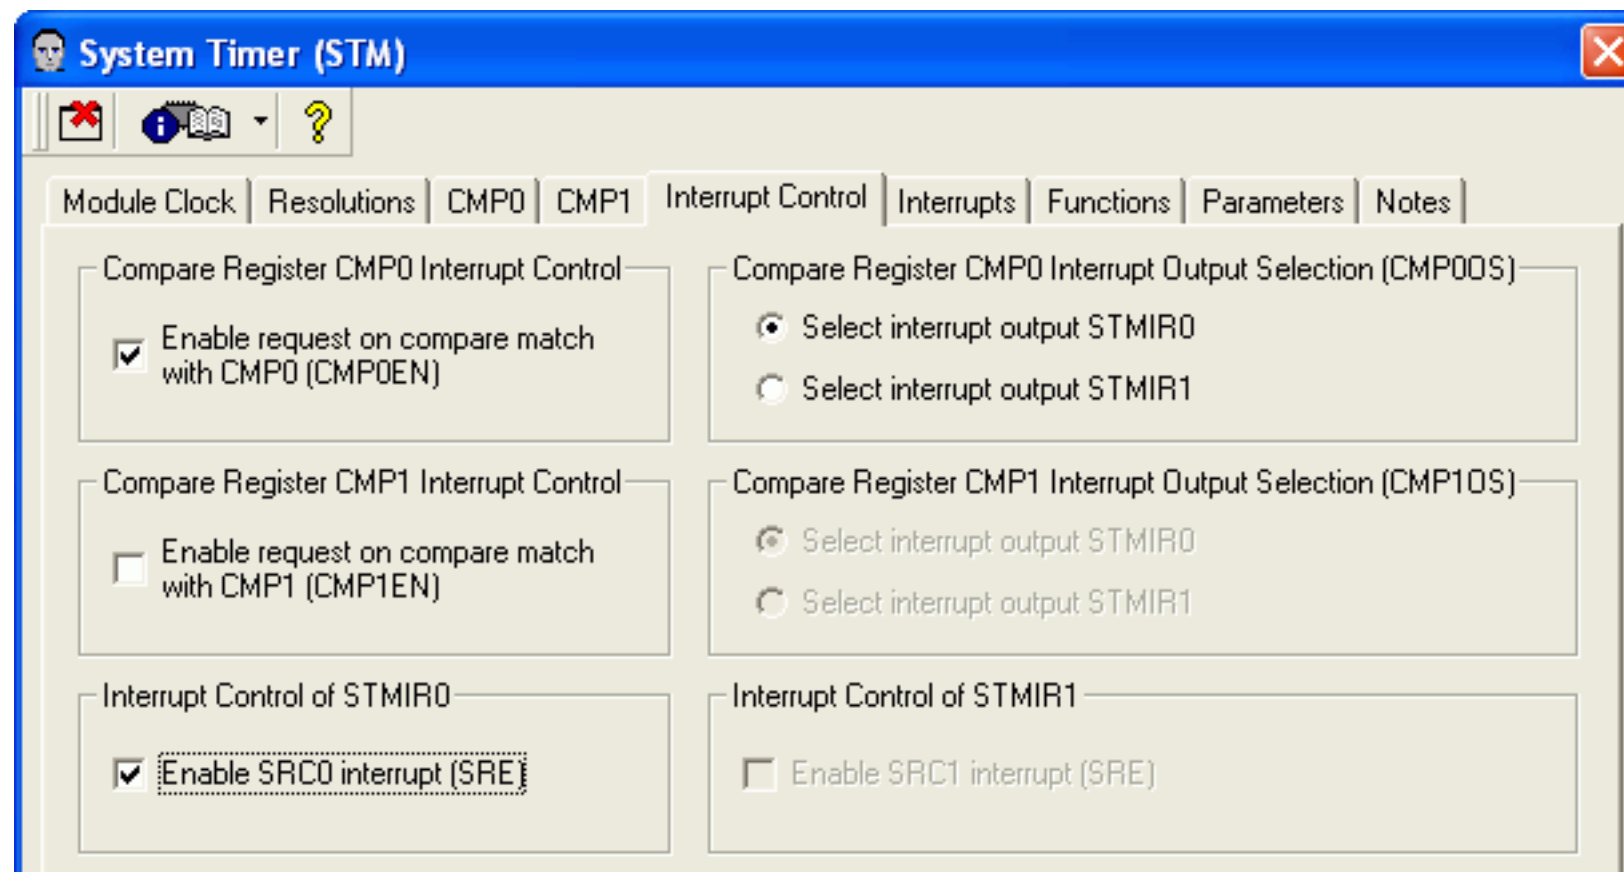 System Timer (STM)
Module Clock
Resolutions
CMP0
CMP1
Interrupt Control
Interrupts
Functions
Parameters
Notes
Compare Register CMP0 Interrupt Control
Enable request on compare match
with CMP0 (CMP0EN)
Compare Register CMP0 Interrupt Output Selection (CMP0OS)
Select interrupt output STMIR0
Select interrupt output STMIR1
Compare Register CMP1 Interrupt Control
Enable request on compare match
with CMP1 (CMP1EN)
Compare Register CMP1 Interrupt Output Selection (CMP1OS)
Select interrupt output STMIR0
Select interrupt output STMIR1
Interrupt Control of STMIR0
Enable SRC0 interrupt (SRE)
Interrupt Control of STMIR1
Enable SRC1 interrupt (SRE)